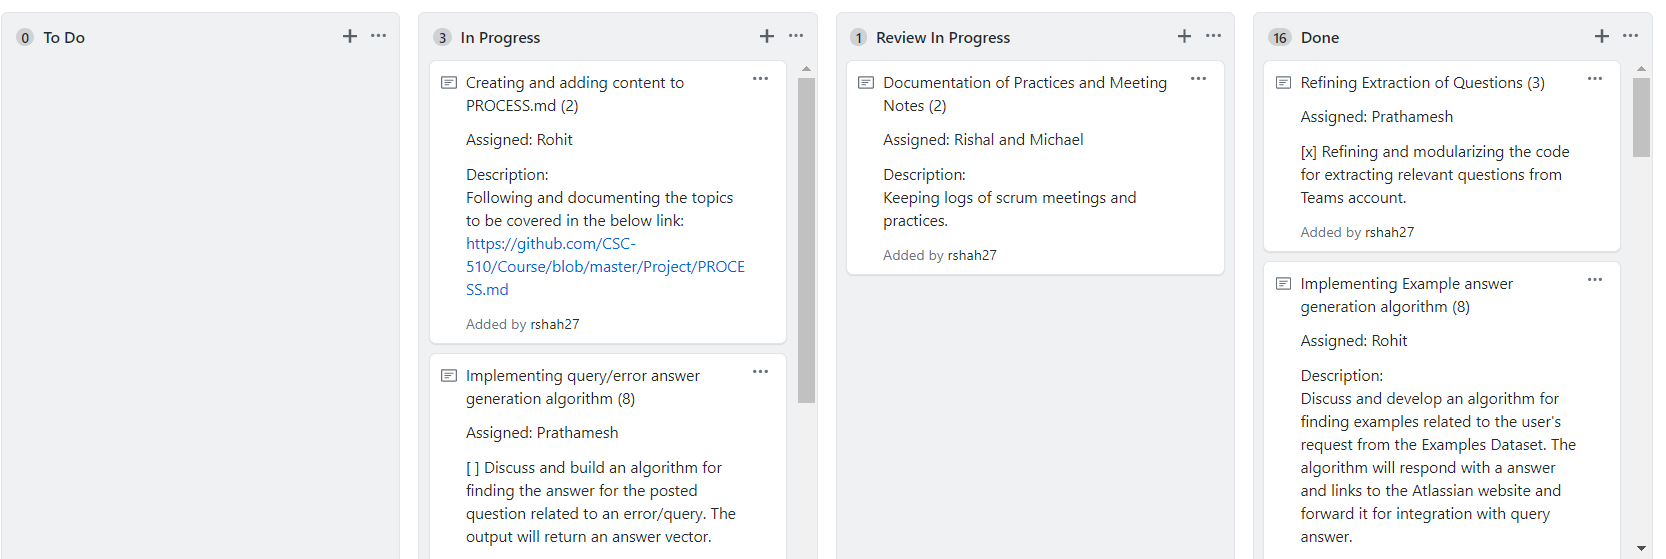 0 To Do
3 In Progress
Creating and adding content to
PROCESS.md (2)
Assigned: Rohit
Description:
Following and documenting the topics
to be covered in the below link:
https://github.com/CSC-
510/Course/blob/master/Project/PROCE
SS.md
Added by rshah27
Implementing query/error answer
generation algorithm (8)
Assigned: Prathamesh
[ ] Discuss and build an algorithm for
finding the answer for the posted
question related to an error/query. The
output will return an answer vector.
1 Review In Progress
Documentation of Practices and Meeting
Notes (2)
Assigned: Rishal and Michael
Description:
Keeping logs of scrum meetings and
practices.
Added by rshah27
16 Done
Refining Extraction of Questions (3)
Assigned: Prathamesh
[x] Refining and modularizing the code
for extracting relevant questions from
Teams account.
Added by rshah27
Implementing Example answer
generation algorithm (8)
Assigned: Rohit
Description:
Discuss and develop an algorithm for
finding examples related to the user's
request from the Examples Dataset. The
algorithm will respond with a answer
and links to the Atlassian website and
forward it for integration with query
answer.